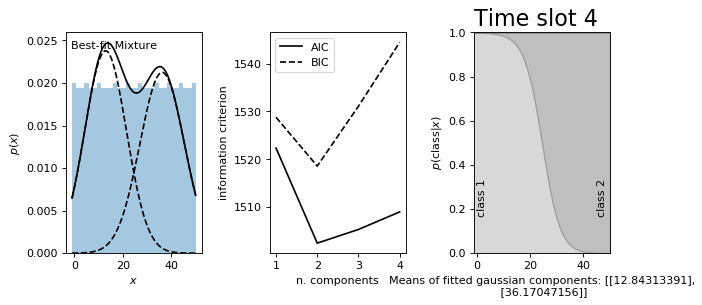 Time slot 4
Best-fit Mixture
0.025
0.020
0.015
0.010
0.005
0.000
p(x)
0
20
40
x
AIC
BIC
1540
1530
1520
1510
information criterion
1
2
3
4
n. components
1.0
0.8
0.6
0.4
0.2
0.0
p(class|x)
class 1
class 2
0
20
40
Means of fitted gaussian components: [[12.84313391],
[36.17047156]]